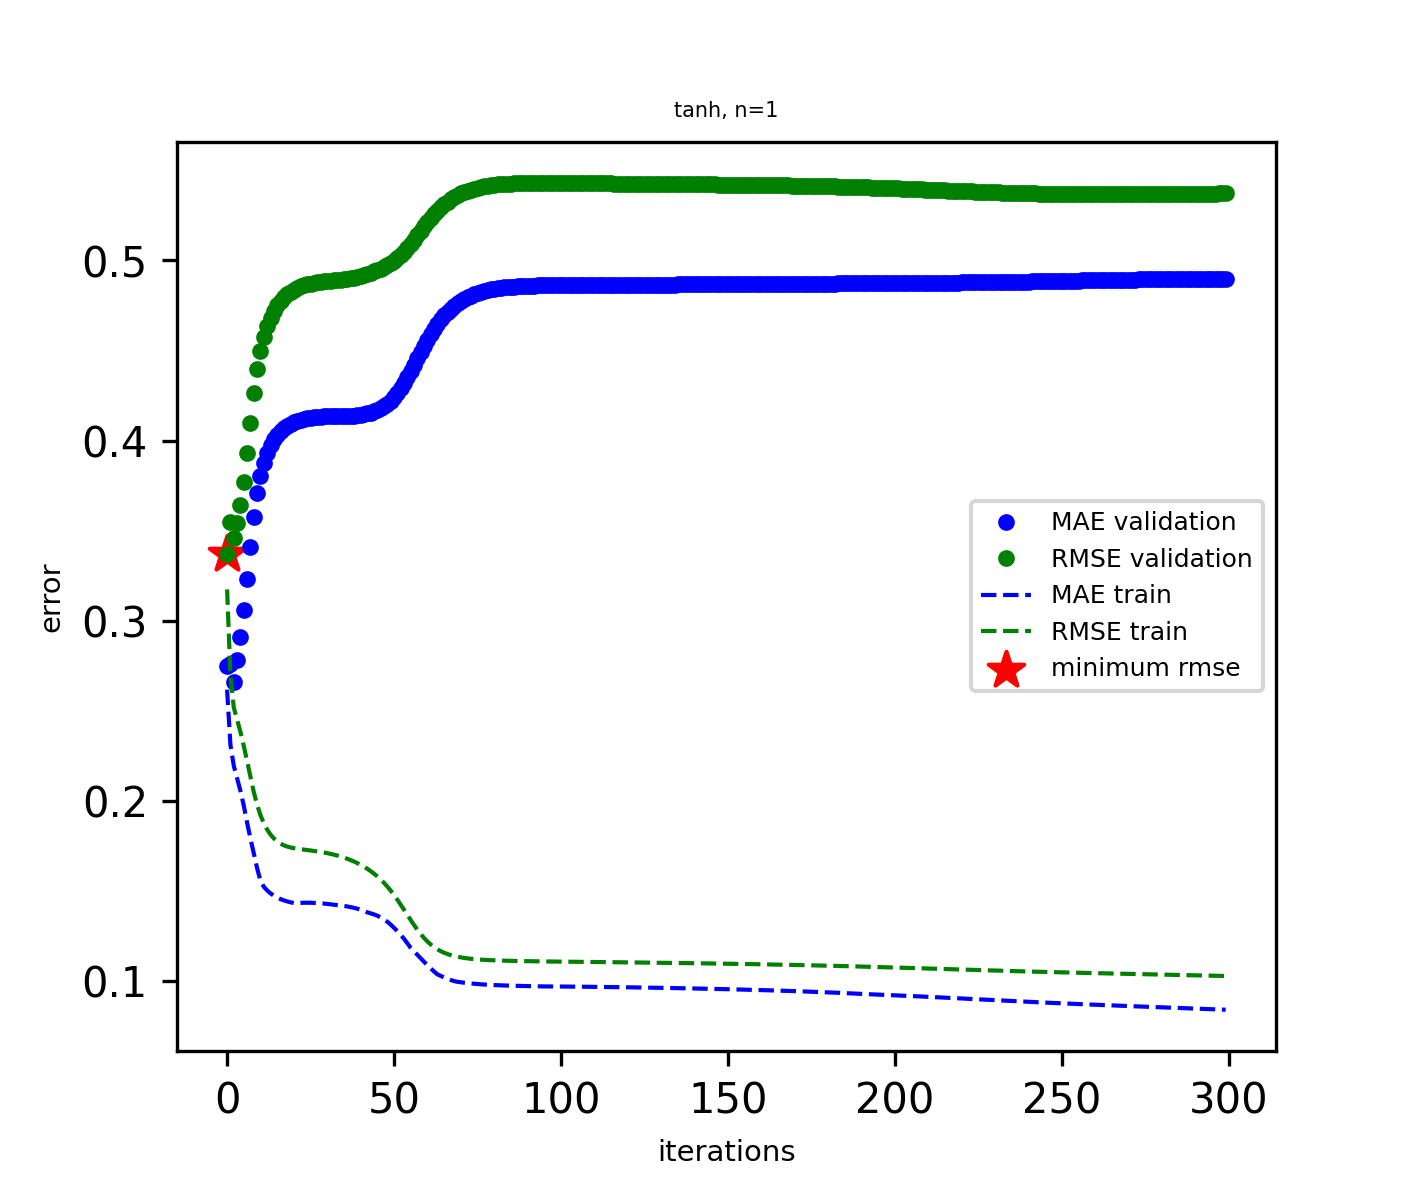 tanh, n=1
error
0.5
0.4
0.3
0.2
0.1
MAE validation
RMSE validation
MAE train
RMSE train
minimum rmse
0 50 100 150 200 250 300
iterations